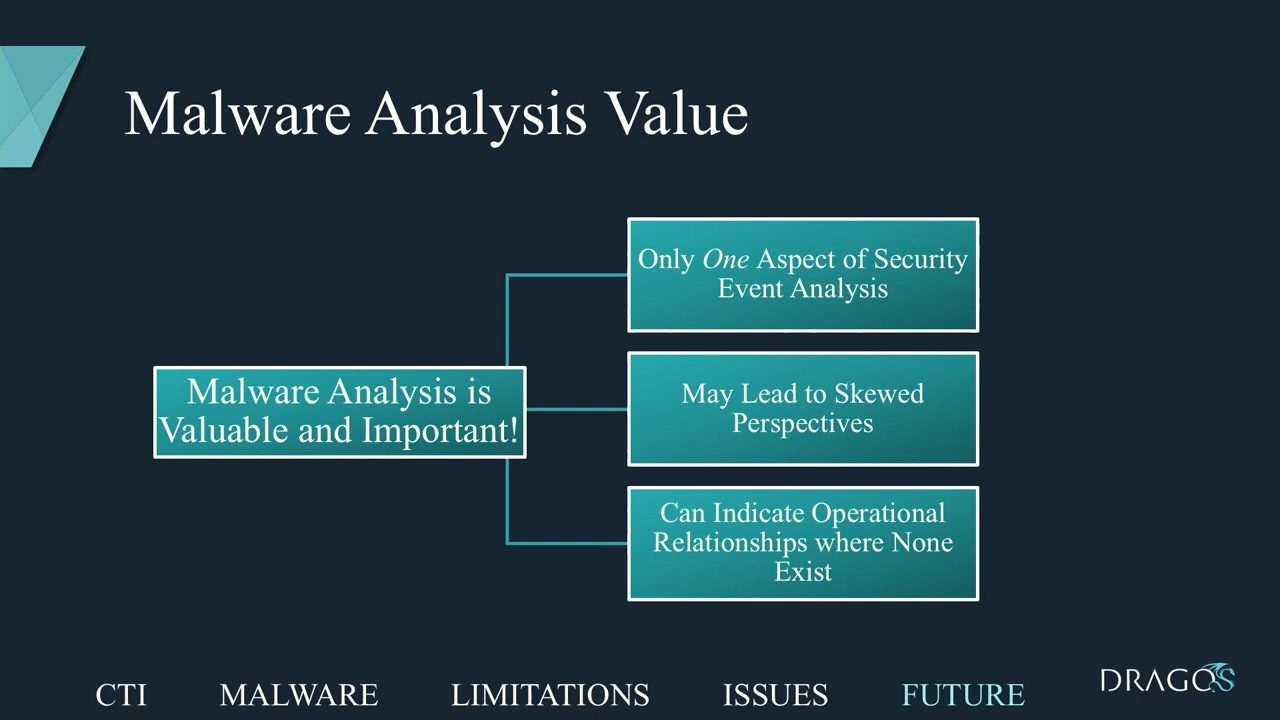 Malware Analysis Value
Malware Analysis is
Valuable and Important!
Only One Aspect of Security
Event Analysis
May Lead to Skewed
Perspectives
Can Indicate Operational
Relationships where None
Exist
CTI MALWARE LIMITATIONS ISSUES FUTURE
DRAGOS